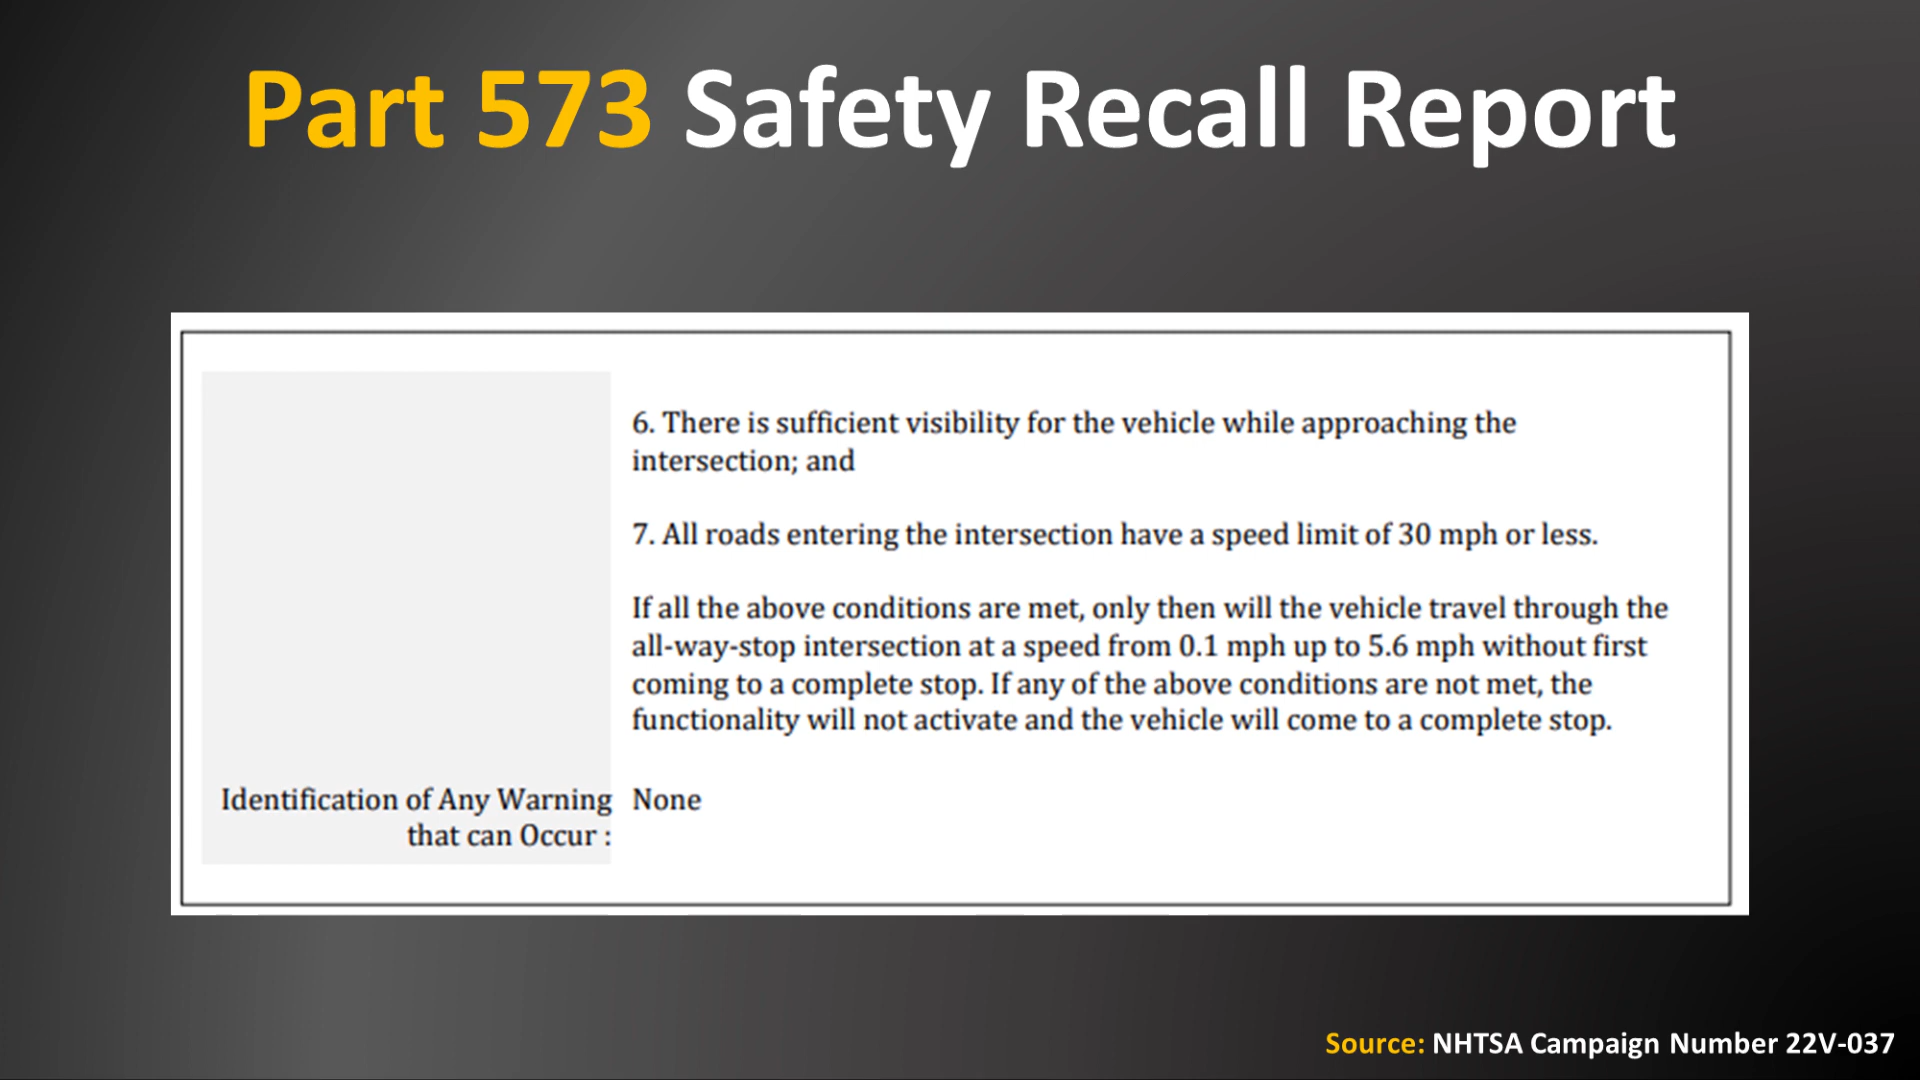 Part 573 Safety Recall Report
6. There is sufficient visibility for the vehicle while approaching the
intersection; and
7. All roads entering the intersection have a speed limit of 30 mph or less.
If all the above conditions are met, only then will the vehicle travel through the
all-way-stop intersection at a speed from 0.1 mph up to 5.6 mph without first
coming to a complete stop. If any of the above conditions are not met, the
functionality will not activate and the vehicle will come to a complete stop.
Identification of Any Warning None
that can Occur :
Source: NHTSA Campaign Number 22V-037